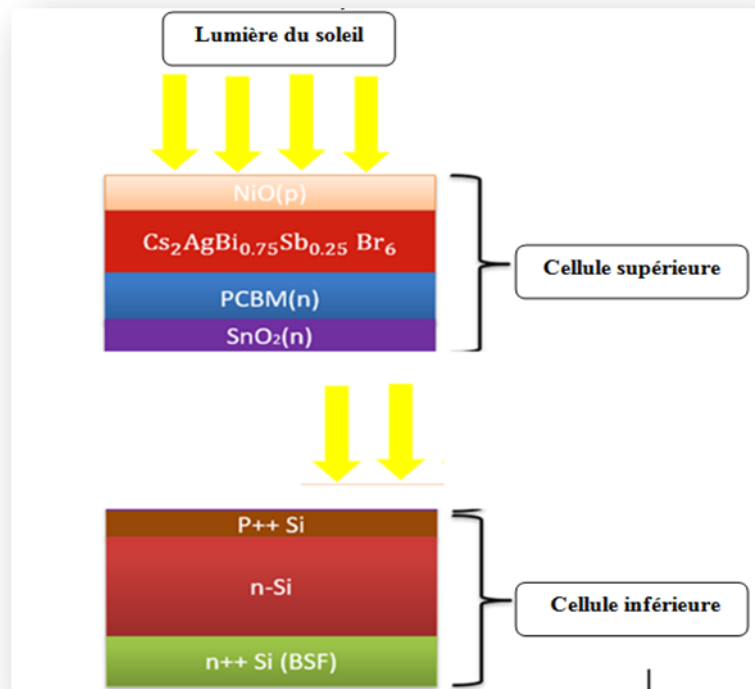 Lumière du soleil
NiO(p)
Cs₂AgBi₀.₇₅Sb₀.₂₅ Br₆
Cellule supérieure
PCBM(n)
SnO₂(n)
P++ Si
n-Si
Cellule inférieure
n++ Si (BSF)